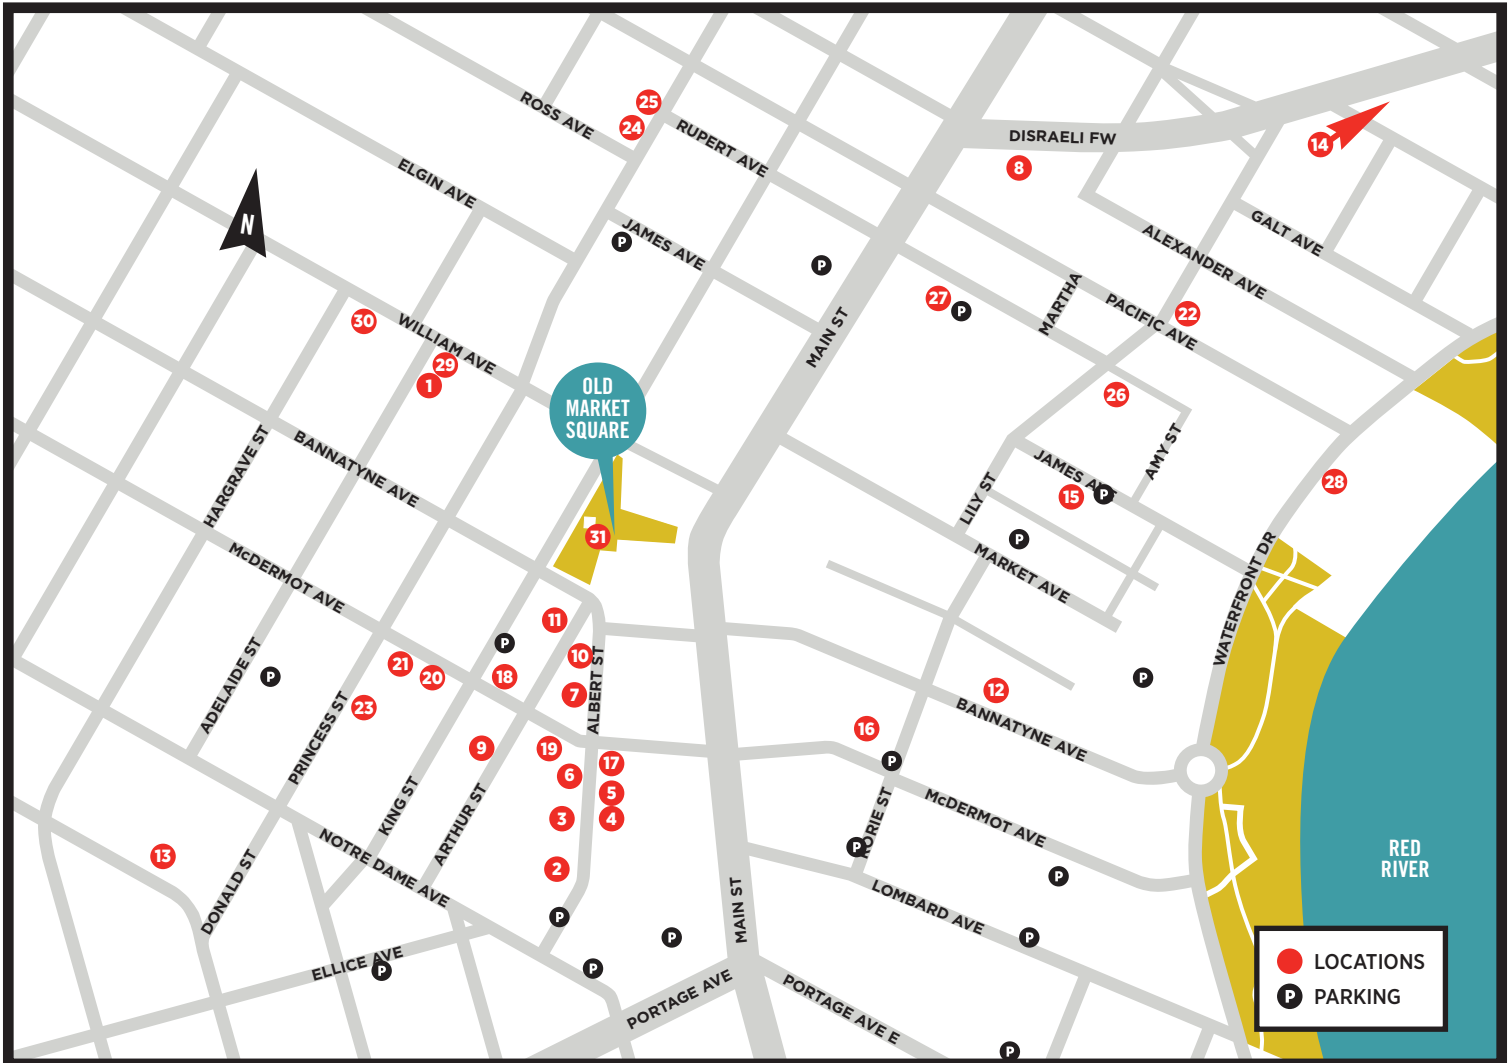 25
ROSS AVE
24
RUPERT AVE
DISRAELI FW
14
8
ELGIN AVE
N
P
JAMES AVE
P
GALT AVE
ALEXANDER AVE
27
P
MARTHA
PACIFIC AVE
22
30
WILLIAM AVE
MAIN ST
29
1
OLD
MARKET
SQUARE
26
HARGRAVE ST
BANNATYNE AVE
AMY ST
JAMES AVE
15
P
LILY ST
28
31
P
MARKET AVE
McDERMOT AVE
WATERFRONT DR
11
P
10
ALBERT ST
ADELAIDE ST
P
21
20
18
7
P
12
BANNATYNE AVE
23
PRINCESS ST
9
19
16
P
17
6
5
KING ST
ARTHUR ST
3
4
RORIE ST
P
McDERMOT AVE
13
NOTRE DAME AVE
2
P
RED
RIVER
DONALD ST
MAIN ST
LOMBARD AVE
P
P
P
P
ELLICE AVE
P
PORTAGE AVE
PORTAGE AVE E
P
LOCATIONS
P PARKING